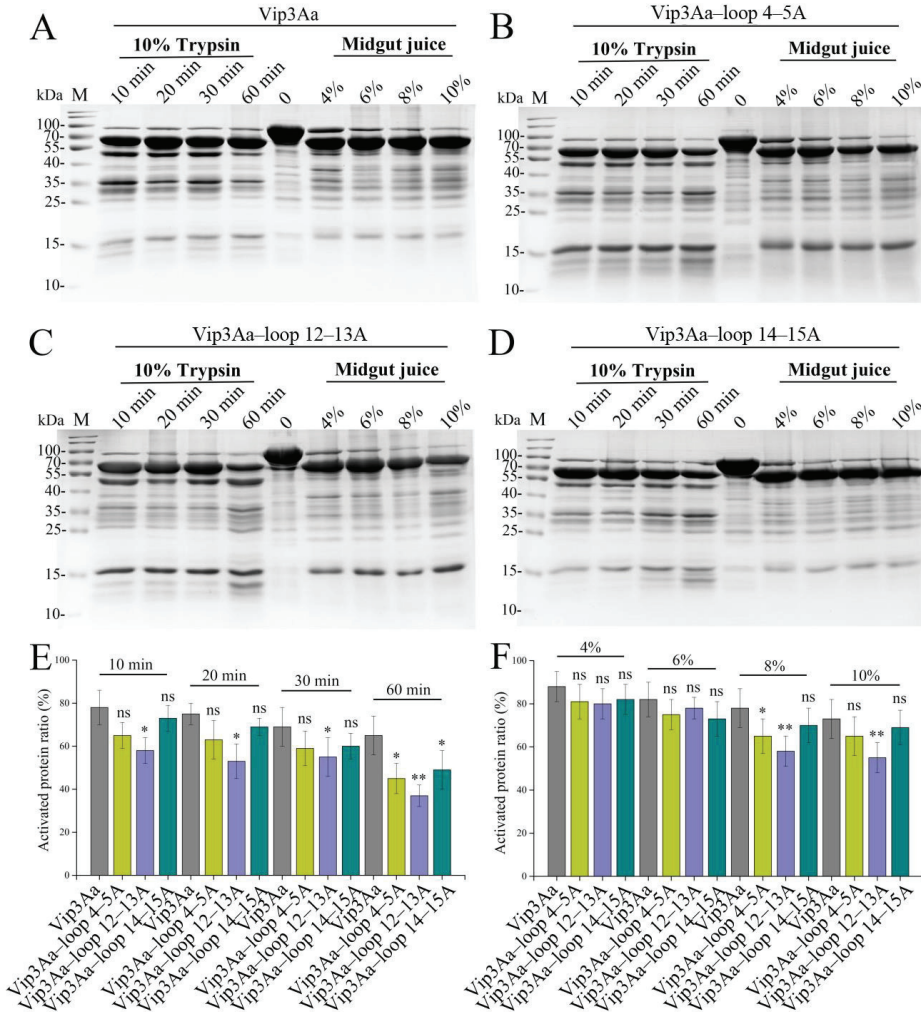 A
Vip3Aa
10% Trypsin
Midgut juice
kDa
M
10 min
20 min
30 min
60 min
0
4%
6%
8%
10%
100-
70-
55-
40-
35-
25-
15-
10-
B
Vip3Aa–loop 4–5A
10% Trypsin
Midgut juice
kDa
M
10 min
20 min
30 min
60 min
0
4%
6%
8%
10%
100-
70-
55-
40-
35-
25-
15-
10-
C
Vip3Aa–loop 12–13A
10% Trypsin
Midgut juice
kDa
M
10 min
20 min
30 min
60 min
0
4%
6%
8%
10%
100-
70-
55-
40-
35-
25-
15-
10-
D
Vip3Aa–loop 14–15A
10% Trypsin
Midgut juice
kDa
M
10 min
20 min
30 min
60 min
0
4%
6%
8%
10%
100-
70-
55-
40-
35-
25-
15-
10-
E
Activated protein ratio (%)
100
80
60
40
20
0
10 min
ns
*
ns
20 min
ns
*
ns
30 min
ns
*
ns
60 min
*
**
*
Vip3Aa
Vip3Aa–loop 4–5A
Vip3Aa–loop 12–13A
Vip3Aa–loop 14–15A
Vip3Aa
Vip3Aa–loop 4–5A
Vip3Aa–loop 12–13A
Vip3Aa–loop 14–15A
Vip3Aa
Vip3Aa–loop 4–5A
Vip3Aa–loop 12–13A
Vip3Aa–loop 14–15A
Vip3Aa
Vip3Aa–loop 4–5A
Vip3Aa–loop 12–13A
Vip3Aa–loop 14–15A
F
Activated protein ratio (%)
100
80
60
40
20
0
4%
ns
ns
ns
6%
ns
ns
ns
8%
*
**
ns
10%
ns
**
ns
Vip3Aa
Vip3Aa–loop 4–5A
Vip3Aa–loop 12–13A
Vip3Aa–loop 14–15A
Vip3Aa
Vip3Aa–loop 4–5A
Vip3Aa–loop 12–13A
Vip3Aa–loop 14–15A
Vip3Aa
Vip3Aa–loop 4–5A
Vip3Aa–loop 12–13A
Vip3Aa–loop 14–15A
Vip3Aa
Vip3Aa–loop 4–5A
Vip3Aa–loop 12–13A
Vip3Aa–loop 14–15A